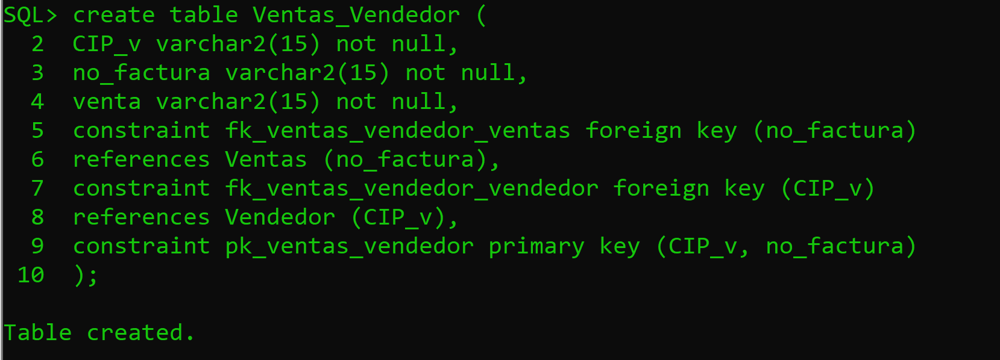 SQL> create table Ventas_Vendedor (
  2  CIP_v varchar2(15) not null,
  3  no_factura varchar2(15) not null,
  4  venta varchar2(15) not null,
  5  constraint fk_ventas_vendedor_ventas foreign key (no_factura)
  6  references Ventas (no_factura),
  7  constraint fk_ventas_vendedor_vendedor foreign key (CIP_v)
  8  references Vendedor (CIP_v),
  9  constraint pk_ventas_vendedor primary key (CIP_v, no_factura)
 10  );
Table created.